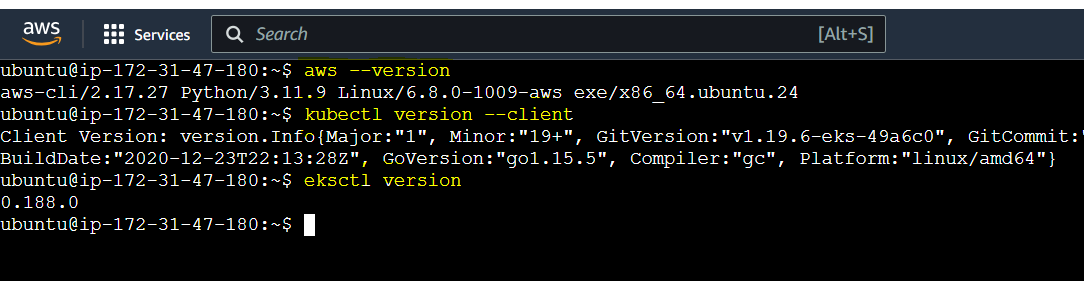 aws Services Search [Alt+S]
ubuntu@ip-172-31-47-180:~$ aws --version
aws-cli/2.17.27 Python/3.11.9 Linux/6.8.0-1009-aws exe/x86_64.ubuntu.24
ubuntu@ip-172-31-47-180:~$ kubectl version --client
Client Version: version.Info{Major:"1", Minor:"19+", GitVersion:"v1.19.6-eks-49a6c0", GitCommit:"
BuildDate:"2020-12-23T22:13:28Z", GoVersion:"go1.15.5", Compiler:"gc", Platform:"linux/amd64"}
ubuntu@ip-172-31-47-180:~$ eksctl version
0.188.0
ubuntu@ip-172-31-47-180:~$